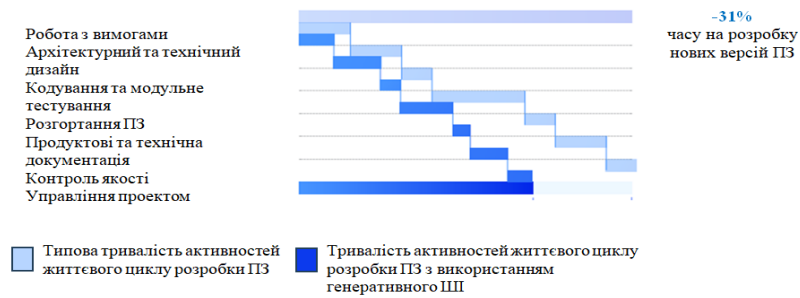 -31%
часу на розробку
нових версій ПЗ
Робота з вимогами
Архітектурний та технічний
дизайн
Кодування та модульне
тестування
Розгортання ПЗ
Продуктові та технічна
документація
Контроль якості
Управління проектом
Типова тривалість активностей
життєвого циклу розробки ПЗ
Тривалість активностей життєвого циклу
розробки ПЗ з використанням
генеративного ШІ